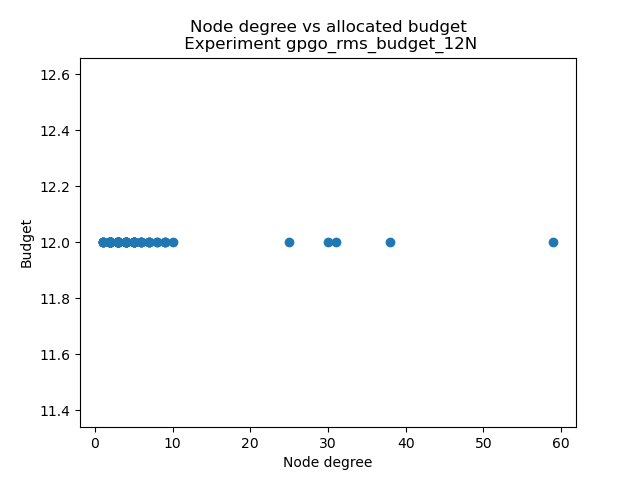 Node degree vs allocated budget
Experiment gpgo_rms_budget_12N
12.6
12.4
12.2
12.0
11.8
11.6
11.4
Budget
0 10 20 30 40 50 60
Node degree